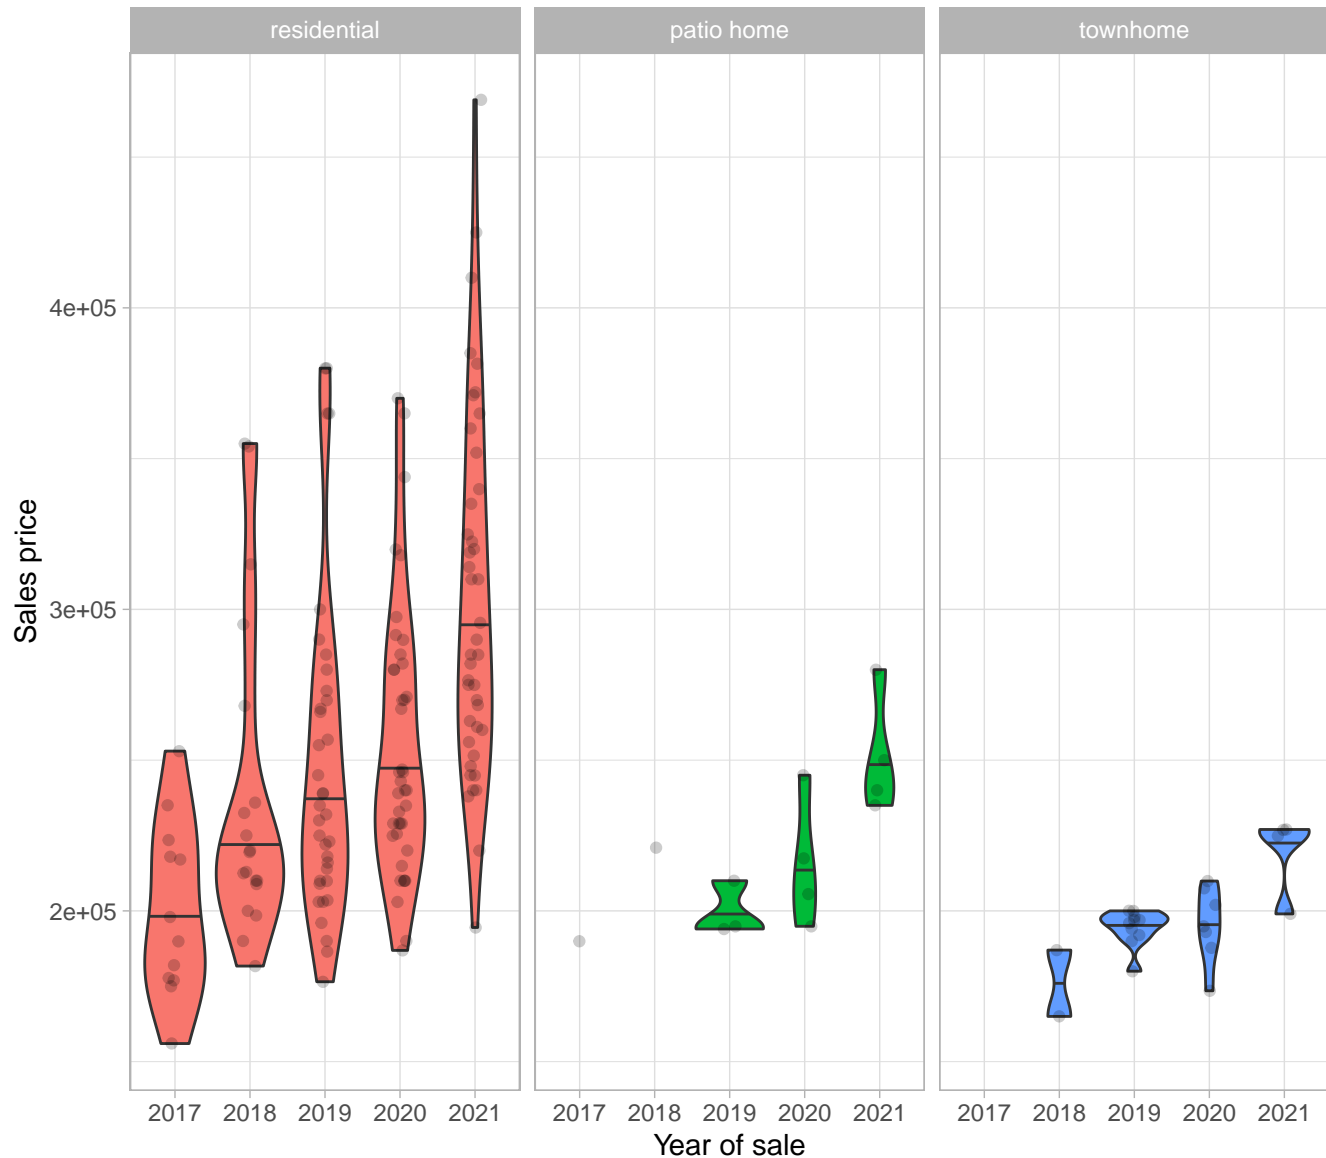 residential patio home townhome
4e+05
3e+05
2e+05
Sales price
2017 2018 2019 2020 2021 2017 2018 2019 2020 2021 2017 2018 2019 2020 2021
Year of sale